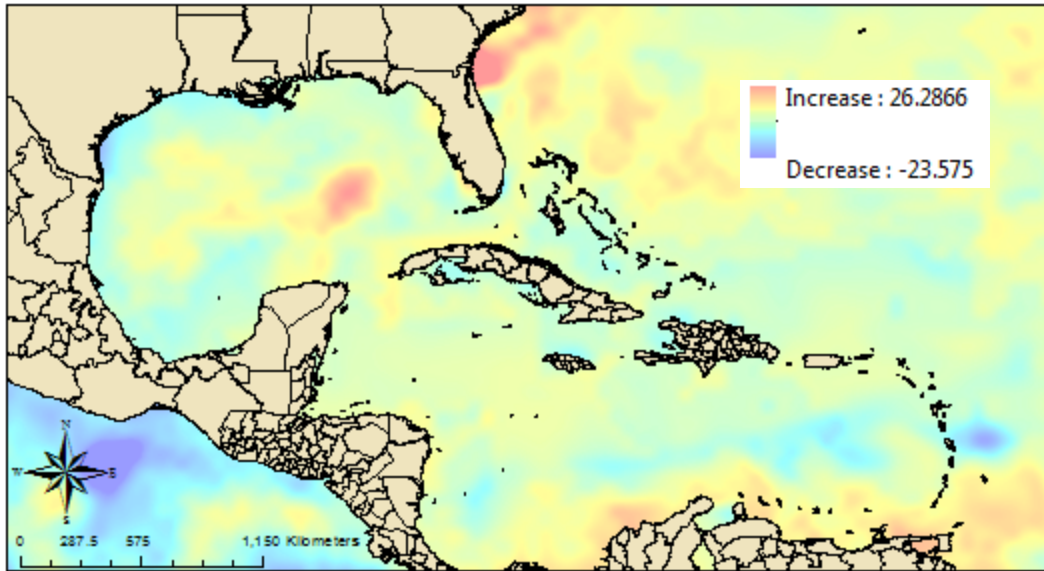 Increase : 26.2866
Decrease : -23.575
N
W E
S
0 287.5 575 1,150 Kilometers